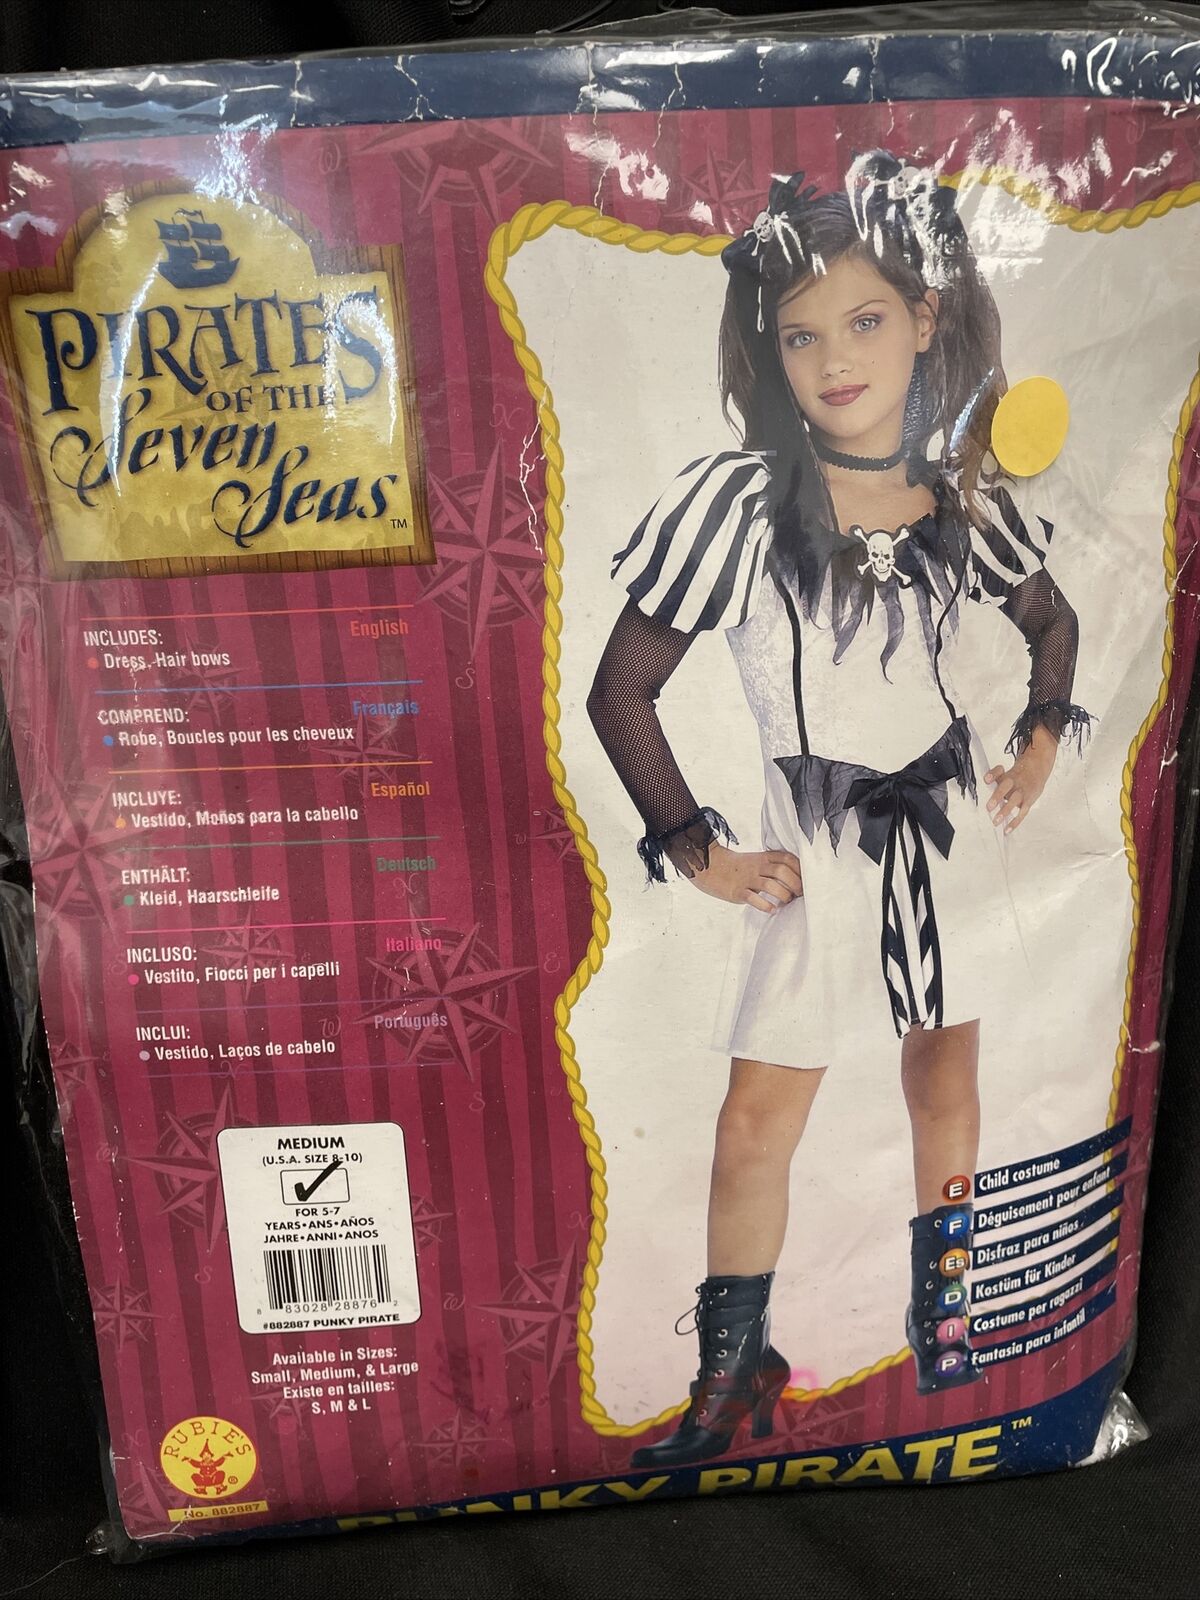 PIRATES
OF THE
Seven
Seas™
English
INCLUDES:
• Dress, Hair bows
Français
COMPREND:
• Robe, Boucles pour les cheveux
Español
INCLUYE:
• Vestido, Moños para la cabello
Deutsch
ENTHÄLT:
• Kleid, Haarschleife
Italiano
INCLUSO:
• Vestito, Fiocci per i capelli
Português
INCLUI:
• Vestido, Laços de cabelo
MEDIUM
(U.S.A. SIZE 8-10)
FOR 5-7
YEARS•ANS•AÑOS
JAHRE•ANNI•ANOS
8 83028 28876 2
#882887 PUNKY PIRATE
Available in Sizes:
Small, Medium, & Large
Existe en tailles:
S, M & L
RUBIE'S®
No. 882887
E Child costume
F Déguisement pour enfant
Es Disfraz para niños
D Kostüm für Kinder
I Costume per ragazzi
P Fantasia para infantil
PUNKY PIRATE™